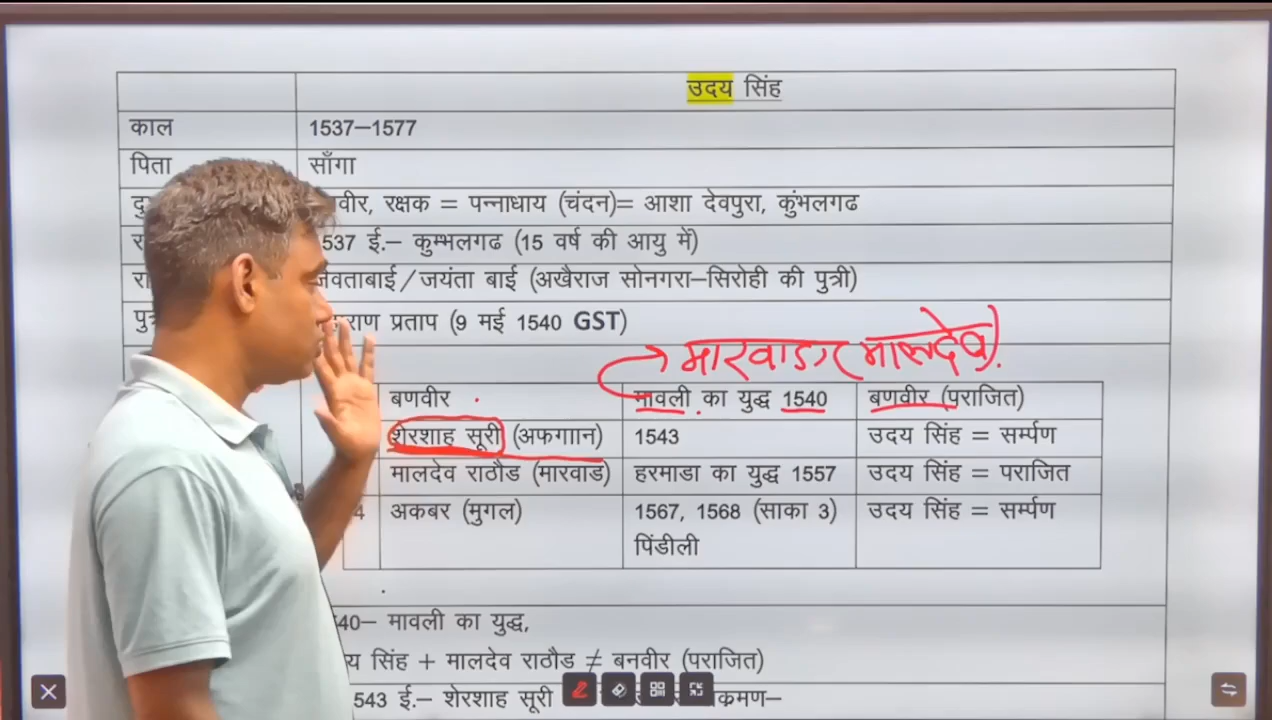 उदय सिंह
काल 1537–1577
पिता साँगा
रक्षक = पन्नाधाय (चंदन)= आशा देवपुरा, कुंभलगढ
537 ई.– कुम्भलगढ (15 वर्ष की आयु में)
जेवताबाई/जयंता बाई (अखैराज सोनगरा–सिरोही की पुत्री)
प्रताप (9 मई 1540 GST)
मारवाड (मालदेव).
बणवीर मावली का युद्ध 1540 बणवीर (पराजित)
शेरशाह सूरी (अफगाान) 1543 उदय सिंह = सर्म्पण
मालदेव राठौड (मारवाड) हरमाडा का युद्ध 1557 उदय सिंह = पराजित
4 अकबर (मुगल) 1567, 1568 (साका 3) उदय सिंह = सर्म्पण
पिंडीली
40– मावली का युद्ध,
य सिंह + मालदेव राठौड ≠ बनवीर (पराजित)
543 ई.– शेरशाह सूरी